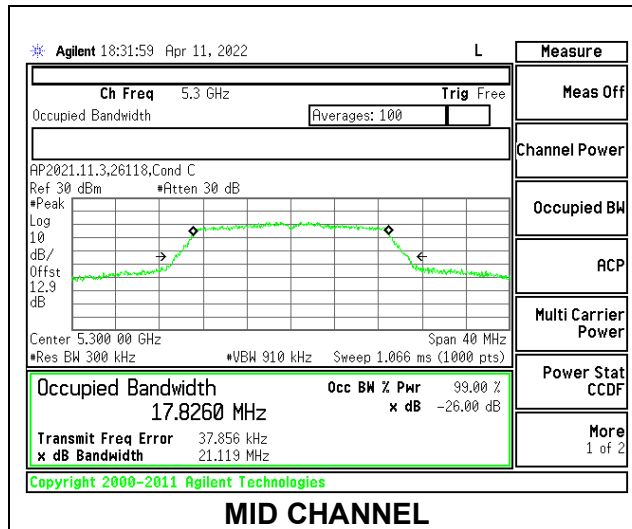 Agilent 18:31:59 Apr 11, 2022 L
Measure
Ch Freq 5.3 GHz Trig Free
Meas Off
Occupied Bandwidth Averages: 100
Channel Power
AP2021.11.3,26118,Cond C
Ref 30 dBm #Atten 30 dB
#Peak
Log
10
dB/
Offst
12.9
dB
Occupied BW
ACP
Center 5.300 00 GHz Span 40 MHz
#Res BW 300 kHz #VBW 910 kHz Sweep 1.066 ms (1000 pts)
Multi Carrier
Power
Occupied Bandwidth Occ BW % Pwr 99.00 %
17.8260 MHz x dB -26.00 dB
Power Stat
CCDF
Transmit Freq Error 37.856 kHz
x dB Bandwidth 21.119 MHz
More
1 of 2
Copyright 2000-2011 Agilent Technologies
MID CHANNEL